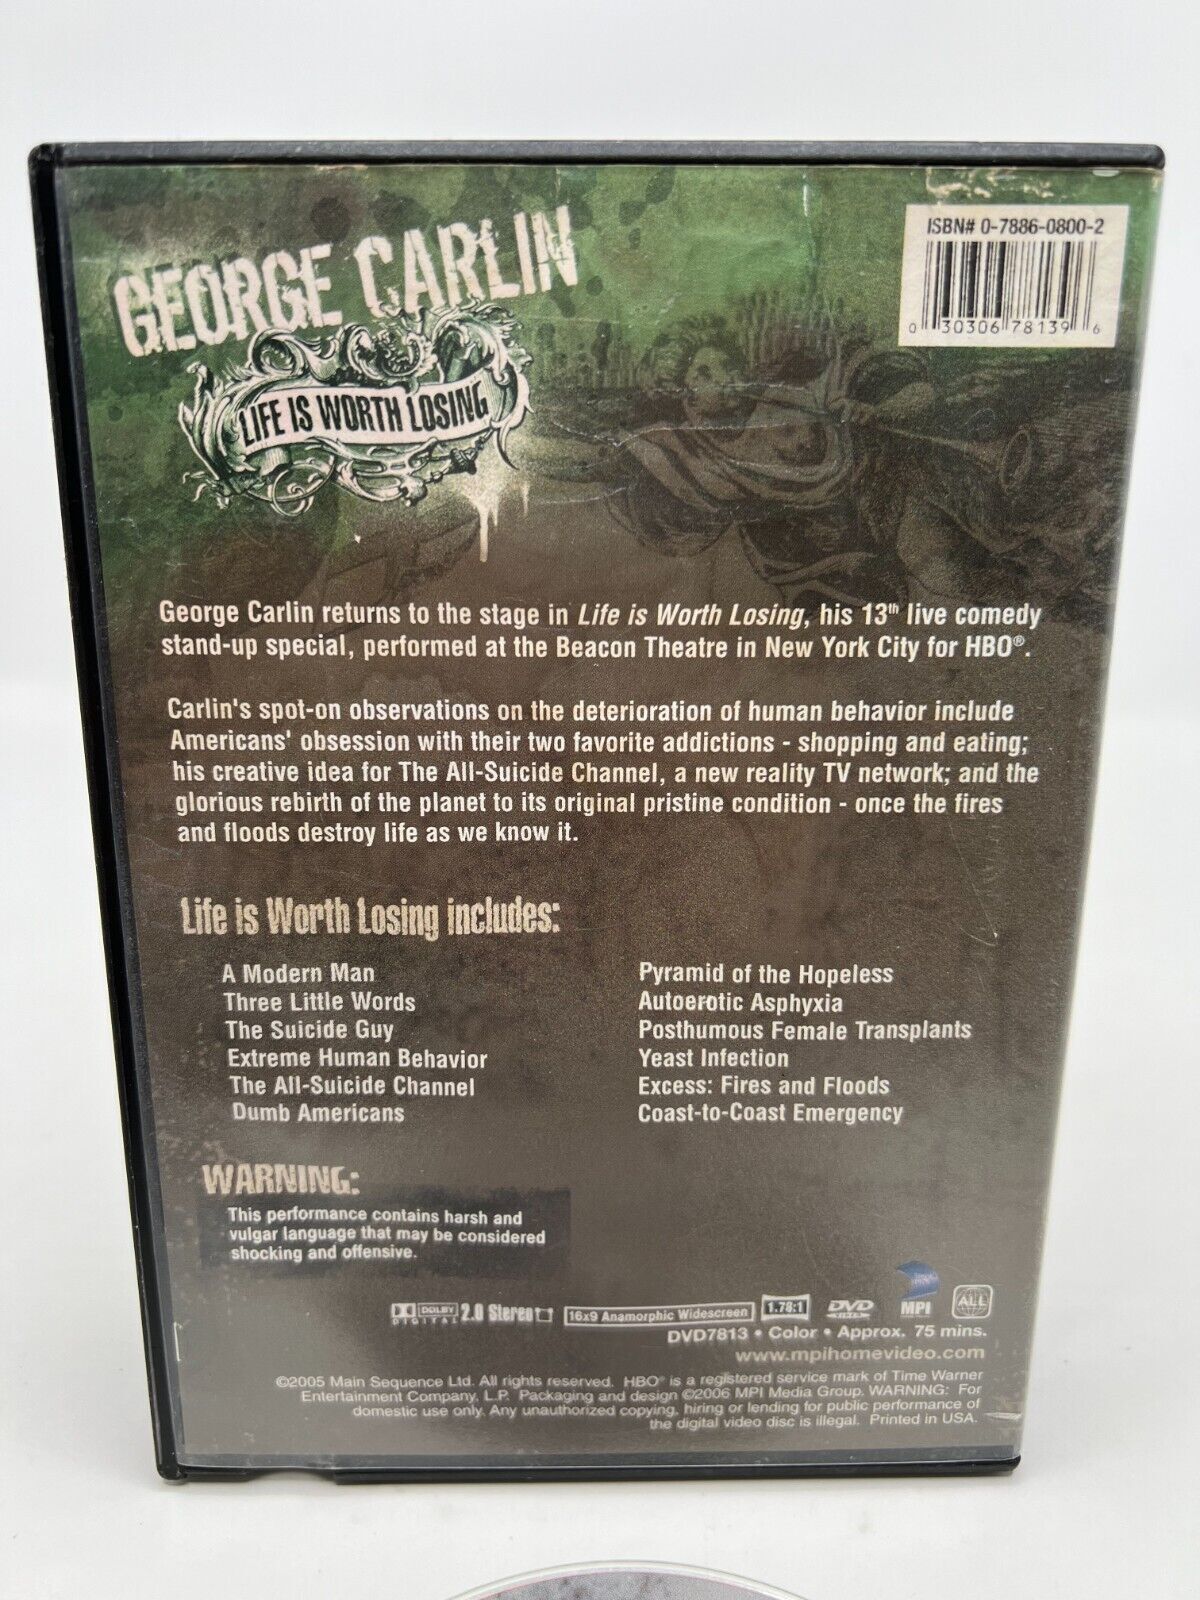 GEORGE CARLIN
LIFE IS WORTH LOSING
ISBN# 0-7886-0800-2
0 30306 78139 6
George Carlin returns to the stage in Life is Worth Losing, his 13th live comedy
stand-up special, performed at the Beacon Theatre in New York City for HBO®.
Carlin's spot-on observations on the deterioration of human behavior include
Americans' obsession with their two favorite addictions - shopping and eating;
his creative idea for The All-Suicide Channel, a new reality TV network; and the
glorious rebirth of the planet to its original pristine condition - once the fires
and floods destroy life as we know it.
Life is Worth Losing includes:
A Modern Man
Three Little Words
The Suicide Guy
Extreme Human Behavior
The All-Suicide Channel
Dumb Americans
Pyramid of the Hopeless
Autoerotic Asphyxia
Posthumous Female Transplants
Yeast Infection
Excess: Fires and Floods
Coast-to-Coast Emergency
WARNING:
This performance contains harsh and
vulgar language that may be considered
shocking and offensive.
DOLBY DIGITAL 2.0 Stereo 16x9 Anamorphic Widescreen 1.78:1 DVD VIDEO MPI ALL
DVD7813 • Color • Approx. 75 mins.
www.mpihomevideo.com
©2005 Main Sequence Ltd. All rights reserved. HBO® is a registered service mark of Time Warner
Entertainment Company, L.P. Packaging and design ©2006 MPI Media Group. WARNING: For
domestic use only. Any unauthorized copying, hiring or lending for public performance of
the digital video disc is illegal. Printed in USA.